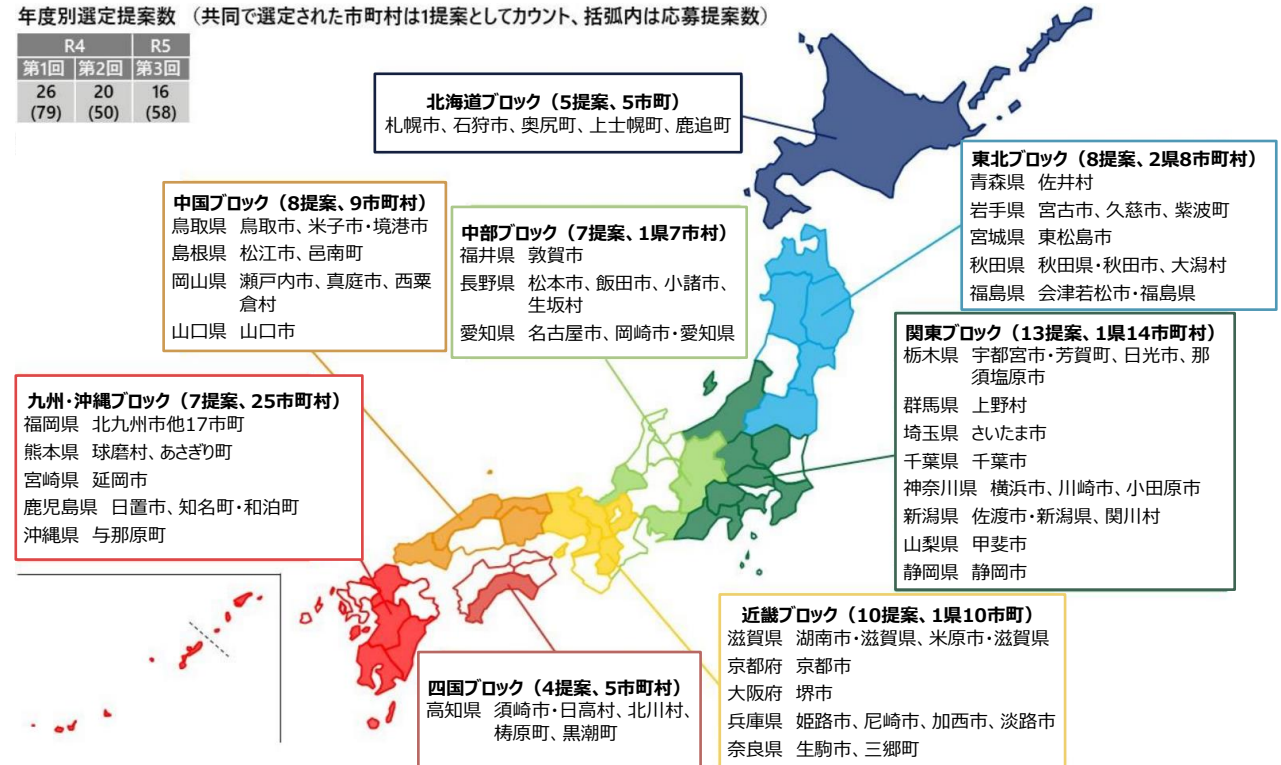 年度別選定提案数 （共同で選定された市町村は1提案としてカウント、括弧内は応募提案数）
R4 R5
第1回 第2回 第3回
26 20 16
(79) (50) (58)
北海道ブロック（5提案、5市町）
札幌市、石狩市、奥尻町、上士幌町、鹿追町
東北ブロック（8提案、2県8市町村）
青森県 佐井村
岩手県 宮古市、久慈市、紫波町
宮城県 東松島市
秋田県 秋田県・秋田市、大潟村
福島県 会津若松市・福島県
中国ブロック（8提案、9市町村）
鳥取県 鳥取市、米子市・境港市
島根県 松江市、邑南町
岡山県 瀬戸内市、真庭市、西粟
倉村
山口県 山口市
中部ブロック（7提案、1県7市村）
福井県 敦賀市
長野県 松本市、飯田市、小諸市、
生坂村
愛知県 名古屋市、岡崎市・愛知県
関東ブロック（13提案、1県14市町村）
栃木県 宇都宮市・芳賀町、日光市、那
須塩原市
群馬県 上野村
埼玉県 さいたま市
千葉県 千葉市
神奈川県 横浜市、川崎市、小田原市
新潟県 佐渡市・新潟県、関川村
山梨県 甲斐市
静岡県 静岡市
九州・沖縄ブロック（7提案、25市町村）
福岡県 北九州市他17市町
熊本県 球磨村、あさぎり町
宮崎県 延岡市
鹿児島県 日置市、知名町・和泊町
沖縄県 与那原町
四国ブロック（4提案、5市町村）
高知県 須崎市・日高村、北川村、
梼原町、黒潮町
近畿ブロック（10提案、1県10市町）
滋賀県 湖南市・滋賀県、米原市・滋賀県
京都府 京都市
大阪府 堺市
兵庫県 姫路市、尼崎市、加西市、淡路市
奈良県 生駒市、三郷町